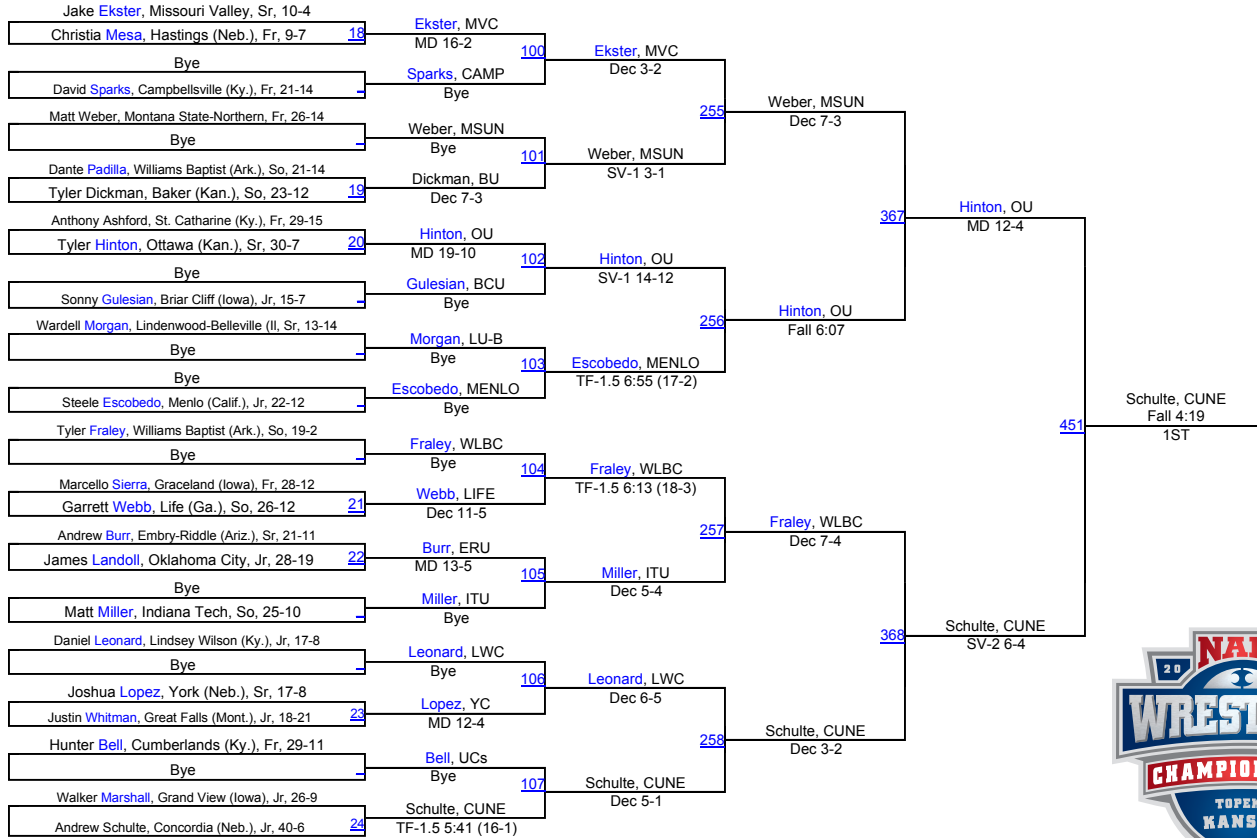 Jake Ekster, Missouri Valley, Sr, 10-4
Christia Mesa, Hastings (Neb.), Fr, 9-7
18
Bye
David Sparks, Campbellsville (Ky.), Fr, 21-14
Matt Weber, Montana State-Northern, Fr, 26-14
Bye
Dante Padilla, Williams Baptist (Ark.), So, 21-14
Tyler Dickman, Baker (Kan.), So, 23-12
19
Anthony Ashford, St. Catharine (Ky.), Fr, 29-15
Tyler Hinton, Ottawa (Kan.), Sr, 30-7
20
Bye
Sonny Gulesian, Briar Cliff (Iowa), Jr, 15-7
Wardell Morgan, Lindenwood-Belleville (Il, Sr, 13-14
Bye
Bye
Steele Escobedo, Menlo (Calif.), Jr, 22-12
Tyler Fraley, Williams Baptist (Ark.), So, 19-2
Bye
Marcello Sierra, Graceland (Iowa), Fr, 28-12
Garrett Webb, Life (Ga.), So, 26-12
21
Andrew Burr, Embry-Riddle (Ariz.), Sr, 21-11
James Landoll, Oklahoma City, Jr, 28-19
22
Bye
Matt Miller, Indiana Tech, So, 25-10
Daniel Leonard, Lindsey Wilson (Ky.), Jr, 17-8
Bye
Joshua Lopez, York (Neb.), Sr, 17-8
Justin Whitman, Great Falls (Mont.), Jr, 18-21
23
Hunter Bell, Cumberlands (Ky.), Fr, 29-11
Bye
Walker Marshall, Grand View (Iowa), Jr, 26-9
Andrew Schulte, Concordia (Neb.), Jr, 40-6
24
Ekster, MVC
MD 16-2
100
Sparks, CAMP
Bye
Weber, MSUN
Bye
101
Dickman, BU
Dec 7-3
Hinton, OU
MD 19-10
102
Gulesian, BCU
Bye
Morgan, LU-B
Bye
103
Escobedo, MENLO
Bye
Fraley, WLBC
Bye
104
Webb, LIFE
Dec 11-5
Burr, ERU
MD 13-5
105
Miller, ITU
Bye
Leonard, LWC
Bye
106
Lopez, YC
MD 12-4
Bell, UCs
Bye
107
Schulte, CUNE
TF-1.5 5:41 (16-1)
Ekster, MVC
Dec 3-2
255
Weber, MSUN
SV-1 3-1
Hinton, OU
SV-1 14-12
256
Escobedo, MENLO
TF-1.5 6:55 (17-2)
Fraley, WLBC
TF-1.5 6:13 (18-3)
257
Miller, ITU
Dec 5-4
Leonard, LWC
Dec 6-5
258
Schulte, CUNE
Dec 5-1
Weber, MSUN
Dec 7-3
367
Hinton, OU
Fall 6:07
Fraley, WLBC
Dec 7-4
368
Schulte, CUNE
Dec 3-2
Hinton, OU
MD 12-4
451
Schulte, CUNE
SV-2 6-4
Schulte, CUNE
Fall 4:19
1ST
20